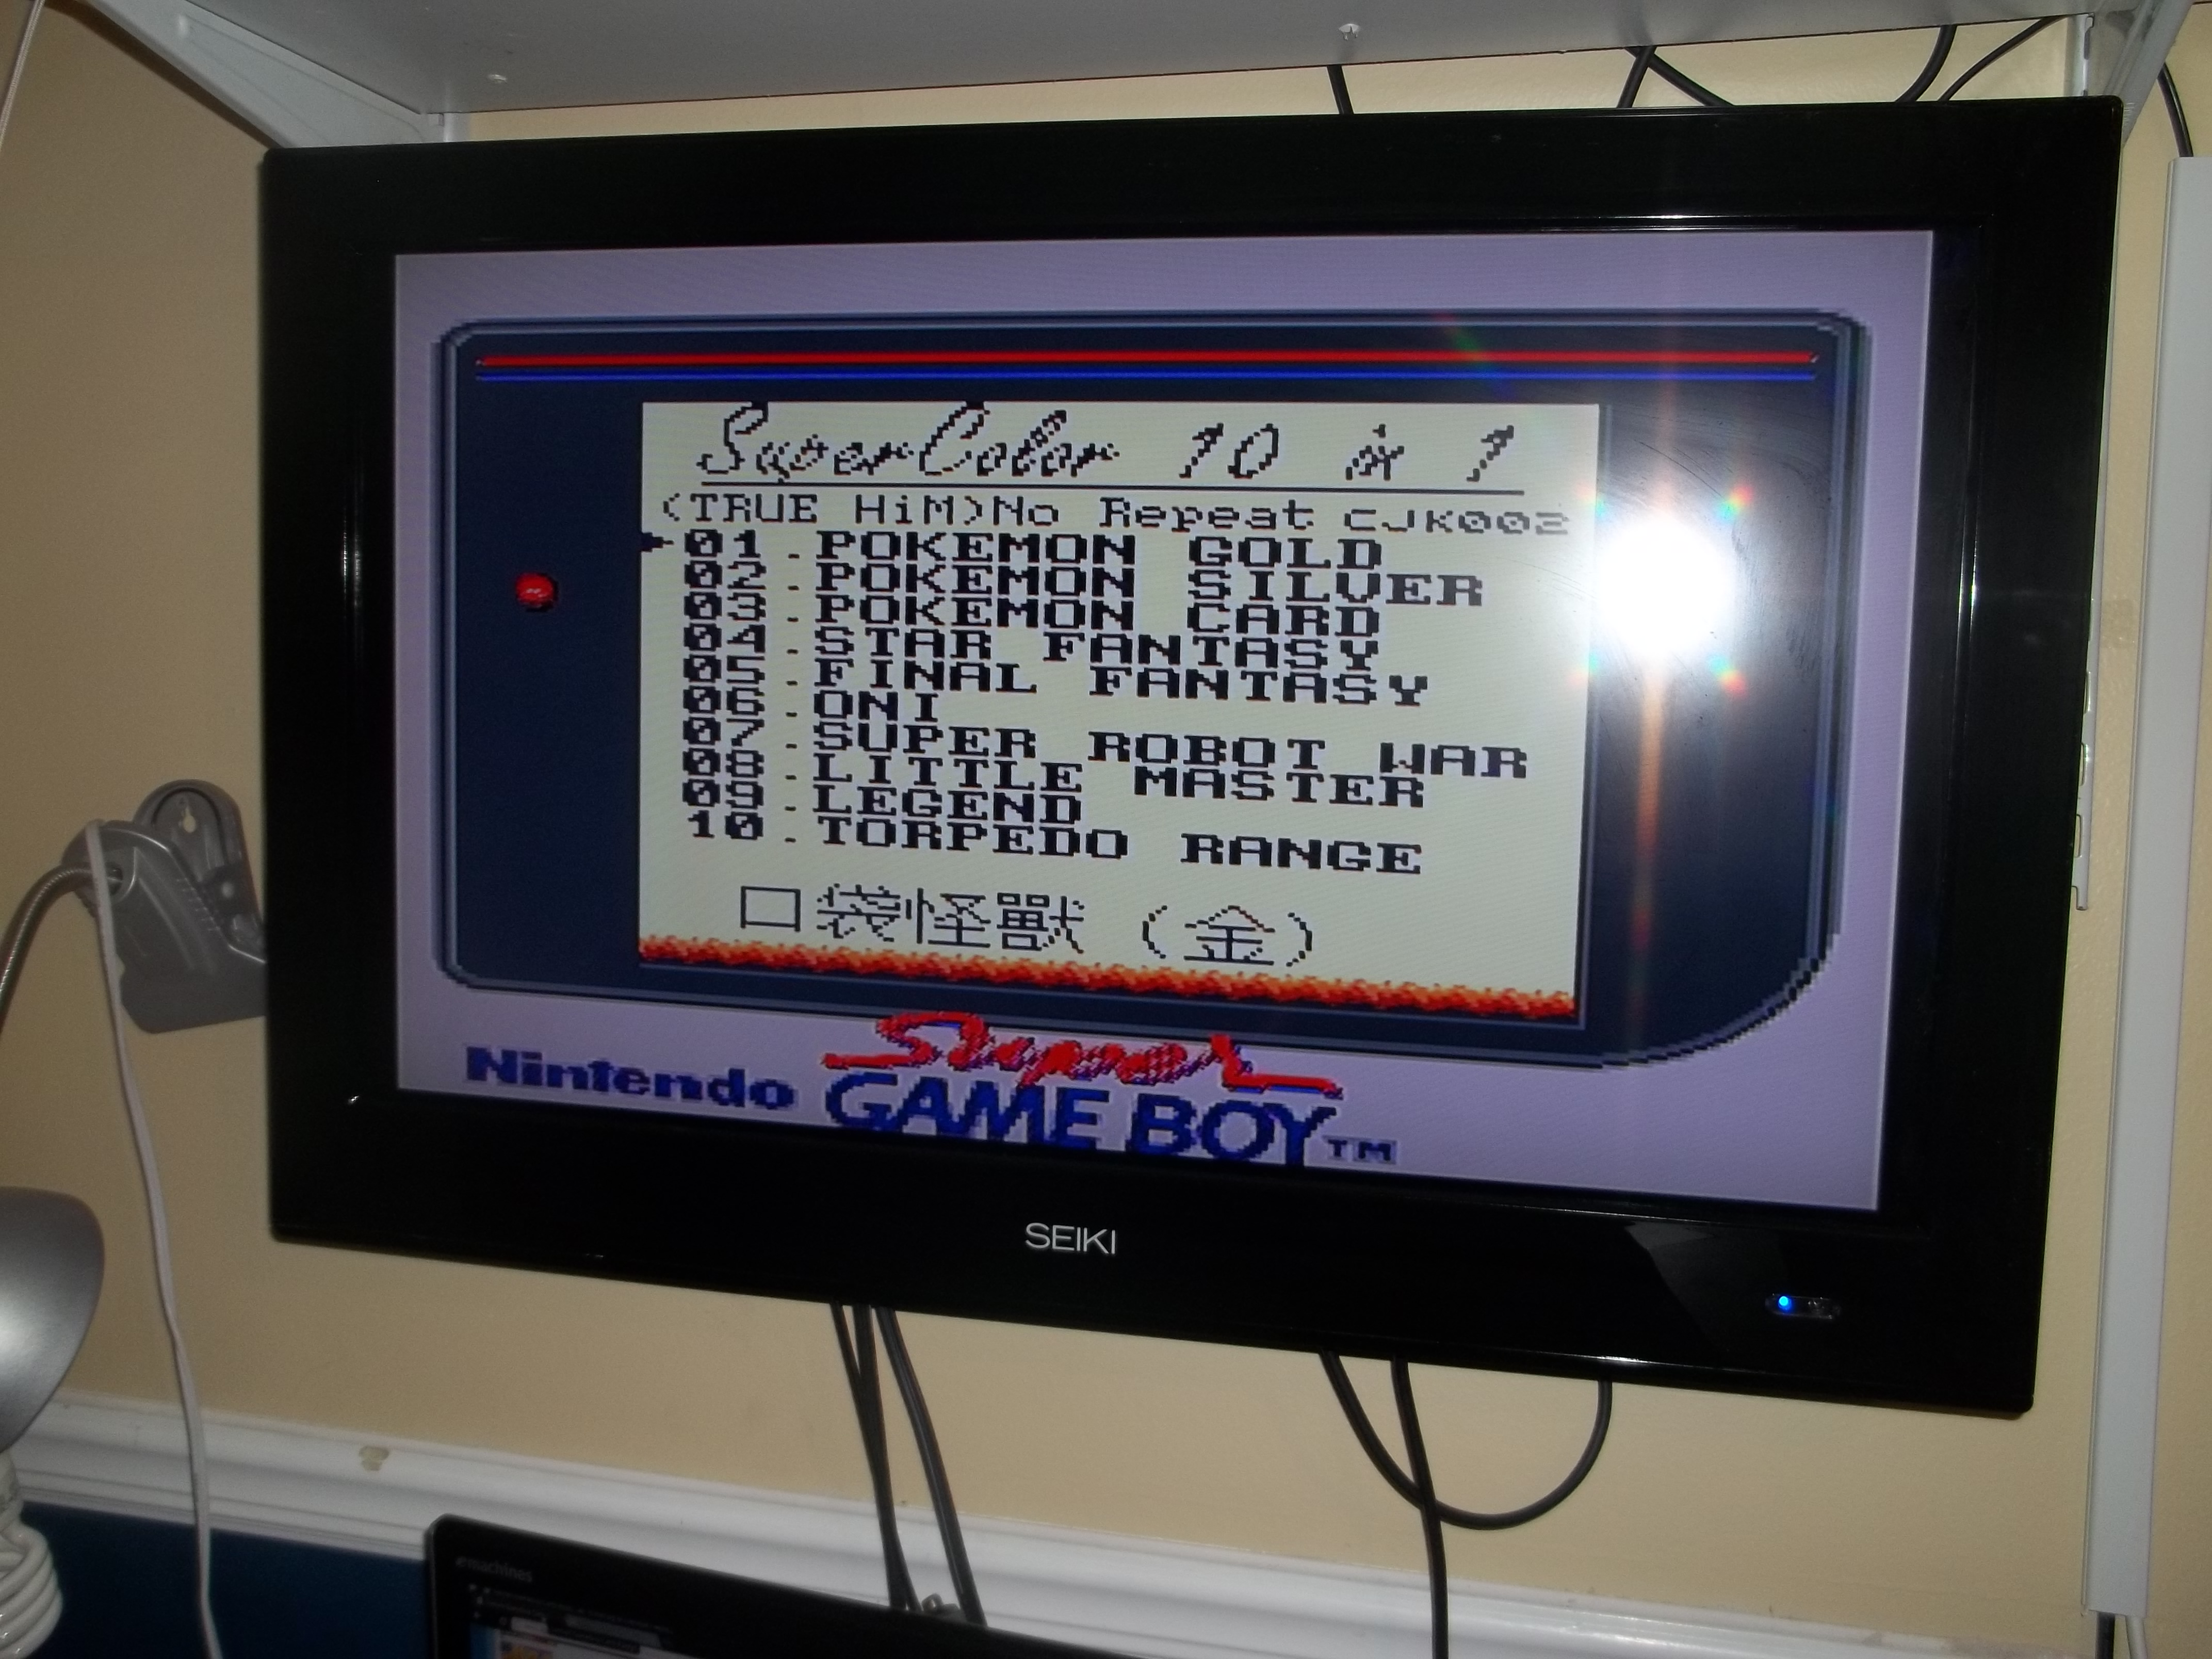 SuperColor 10 in 1
(TRUE HiM)No Repeat CJK002
01.POKEMON GOLD
02.POKEMON SILVER
03.POKEMON CARD
04.STAR FANTASY
05.FINAL FANTASY
06.ONI
07.SUPER ROBOT WAR
08.LITTLE MASTER
09.LEGEND
10.TORPEDO RANGE
口袋怪獸 (金)
Nintendo Super GAME BOY TM
SEIKI
emachines